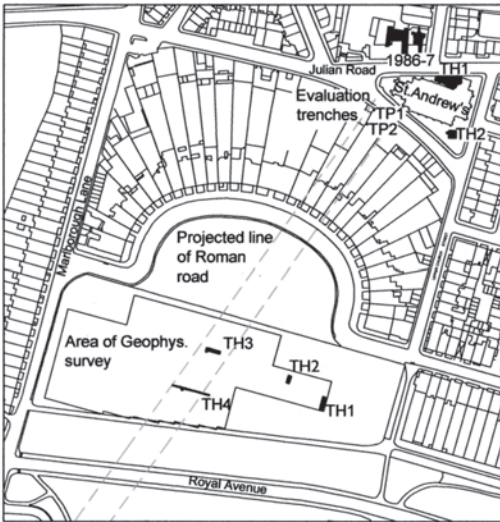 1986-7
Julian Road
TH1
St.Andrew's
Evaluation
trenches
TP1
TP2
TH2
Marlborough Lane
Projected line
of Roman
road
Area of Geophys.
survey
TH3
TH2
TH4
TH1
Royal Avenue